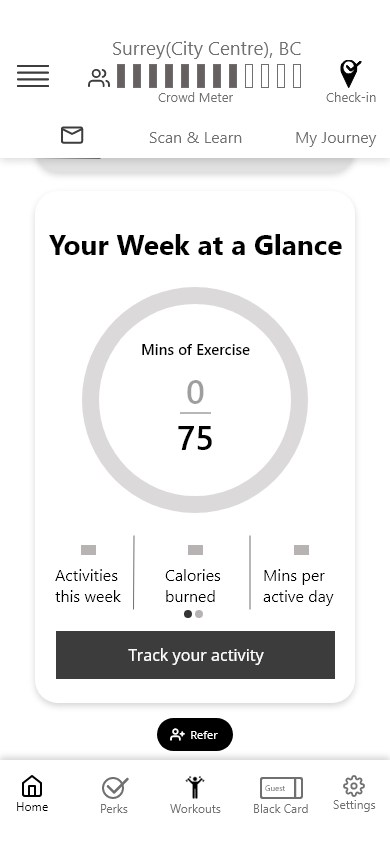 Surrey(City Centre), BC
Crowd Meter
Check-in
Scan & Learn
My Journey
Your Week at a Glance
Mins of Exercise
0
75
Activities
this week
Calories
burned
Mins per
active day
Track your activity
Refer
Home
Perks
Workouts
Guest
Black Card
Settings